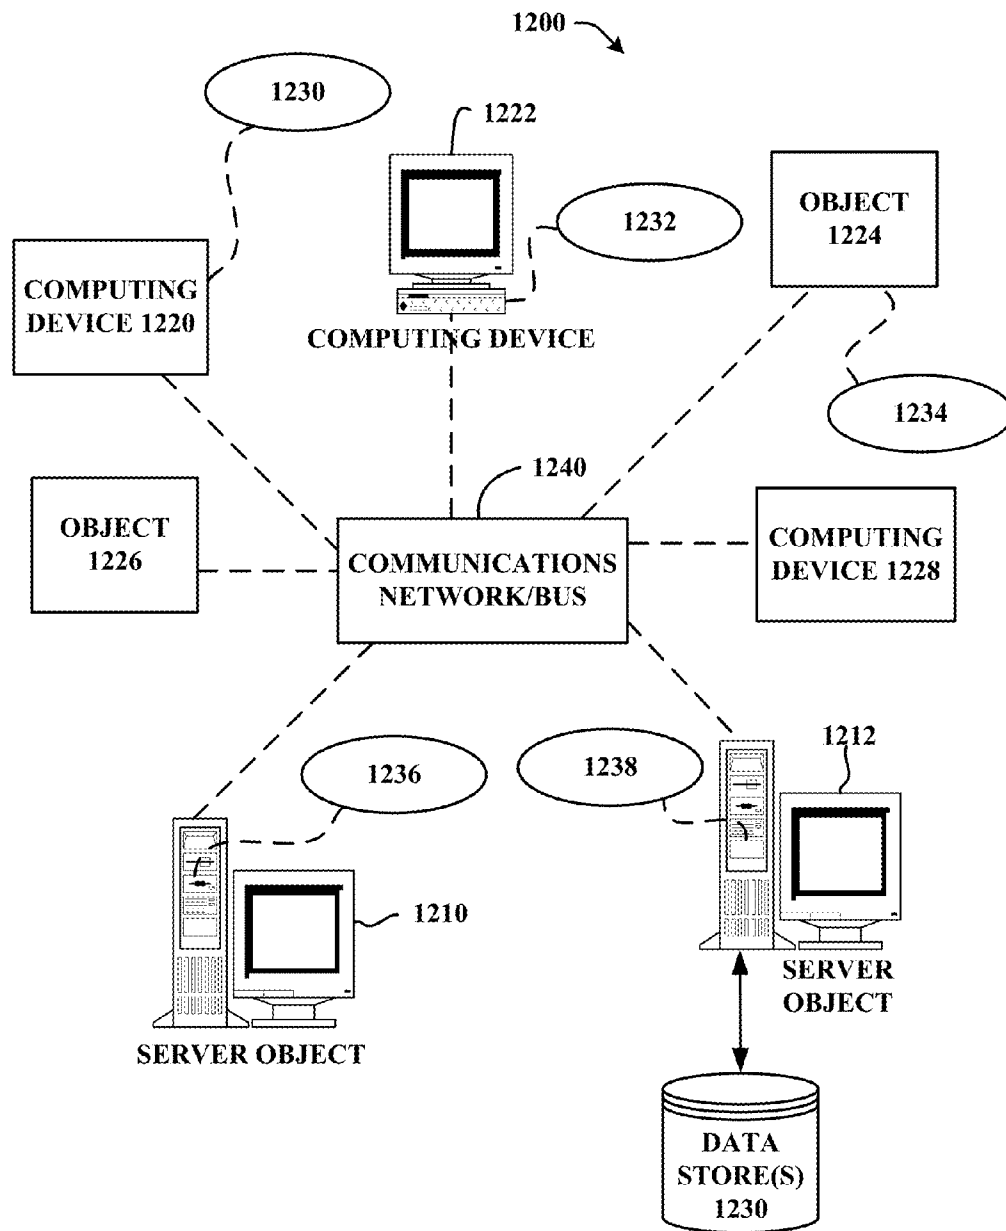 1200
1230
1222
1232
OBJECT
1224
COMPUTING
DEVICE 1220
COMPUTING DEVICE
1234
1240
OBJECT
1226
COMMUNICATIONS
NETWORK/BUS
COMPUTING
DEVICE 1228
1236
1238
1212
1210
SERVER OBJECT
SERVER
OBJECT
DATA
STORE(S)
1230